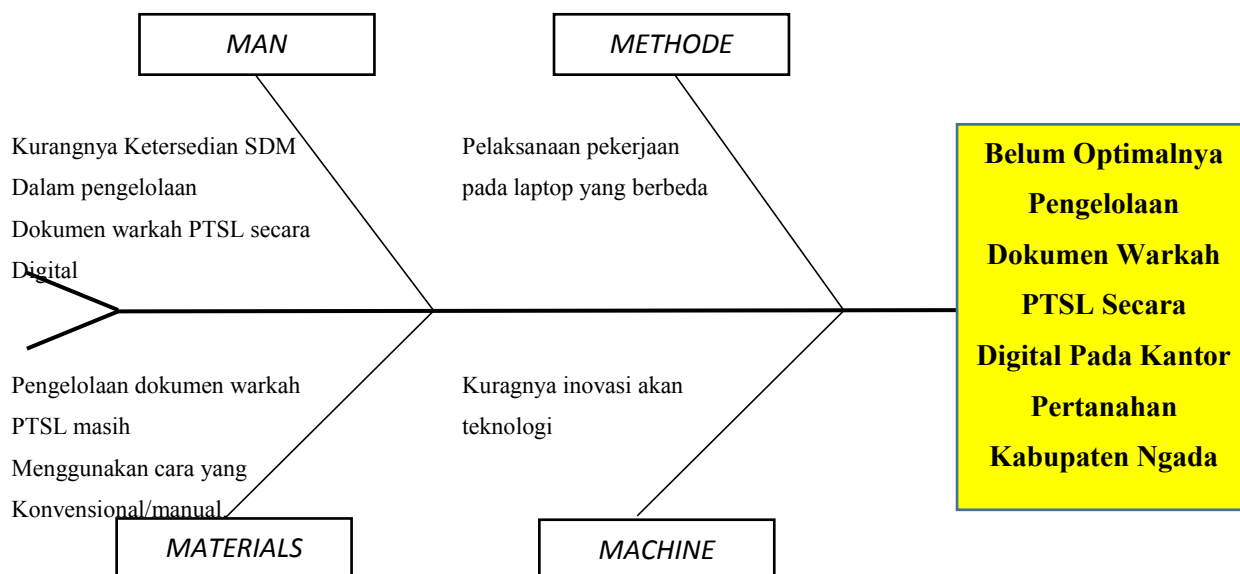 MAN
METHODE
Kurangnya Ketersedian SDM
Dalam pengelolaan
Dokumen warkah PTSL secara
Digital
Pelaksanaan pekerjaan
pada laptop yang berbeda
Belum Optimalnya
Pengelolaan
Dokumen Warkah
PTSL Secara
Digital Pada Kantor
Pertanahan
Kabupaten Ngada
Pengelolaan dokumen warkah
PTSL masih
Menggunakan cara yang
Konvensional/manual
Kuragnya inovasi akan
teknologi
MATERIALS
MACHINE